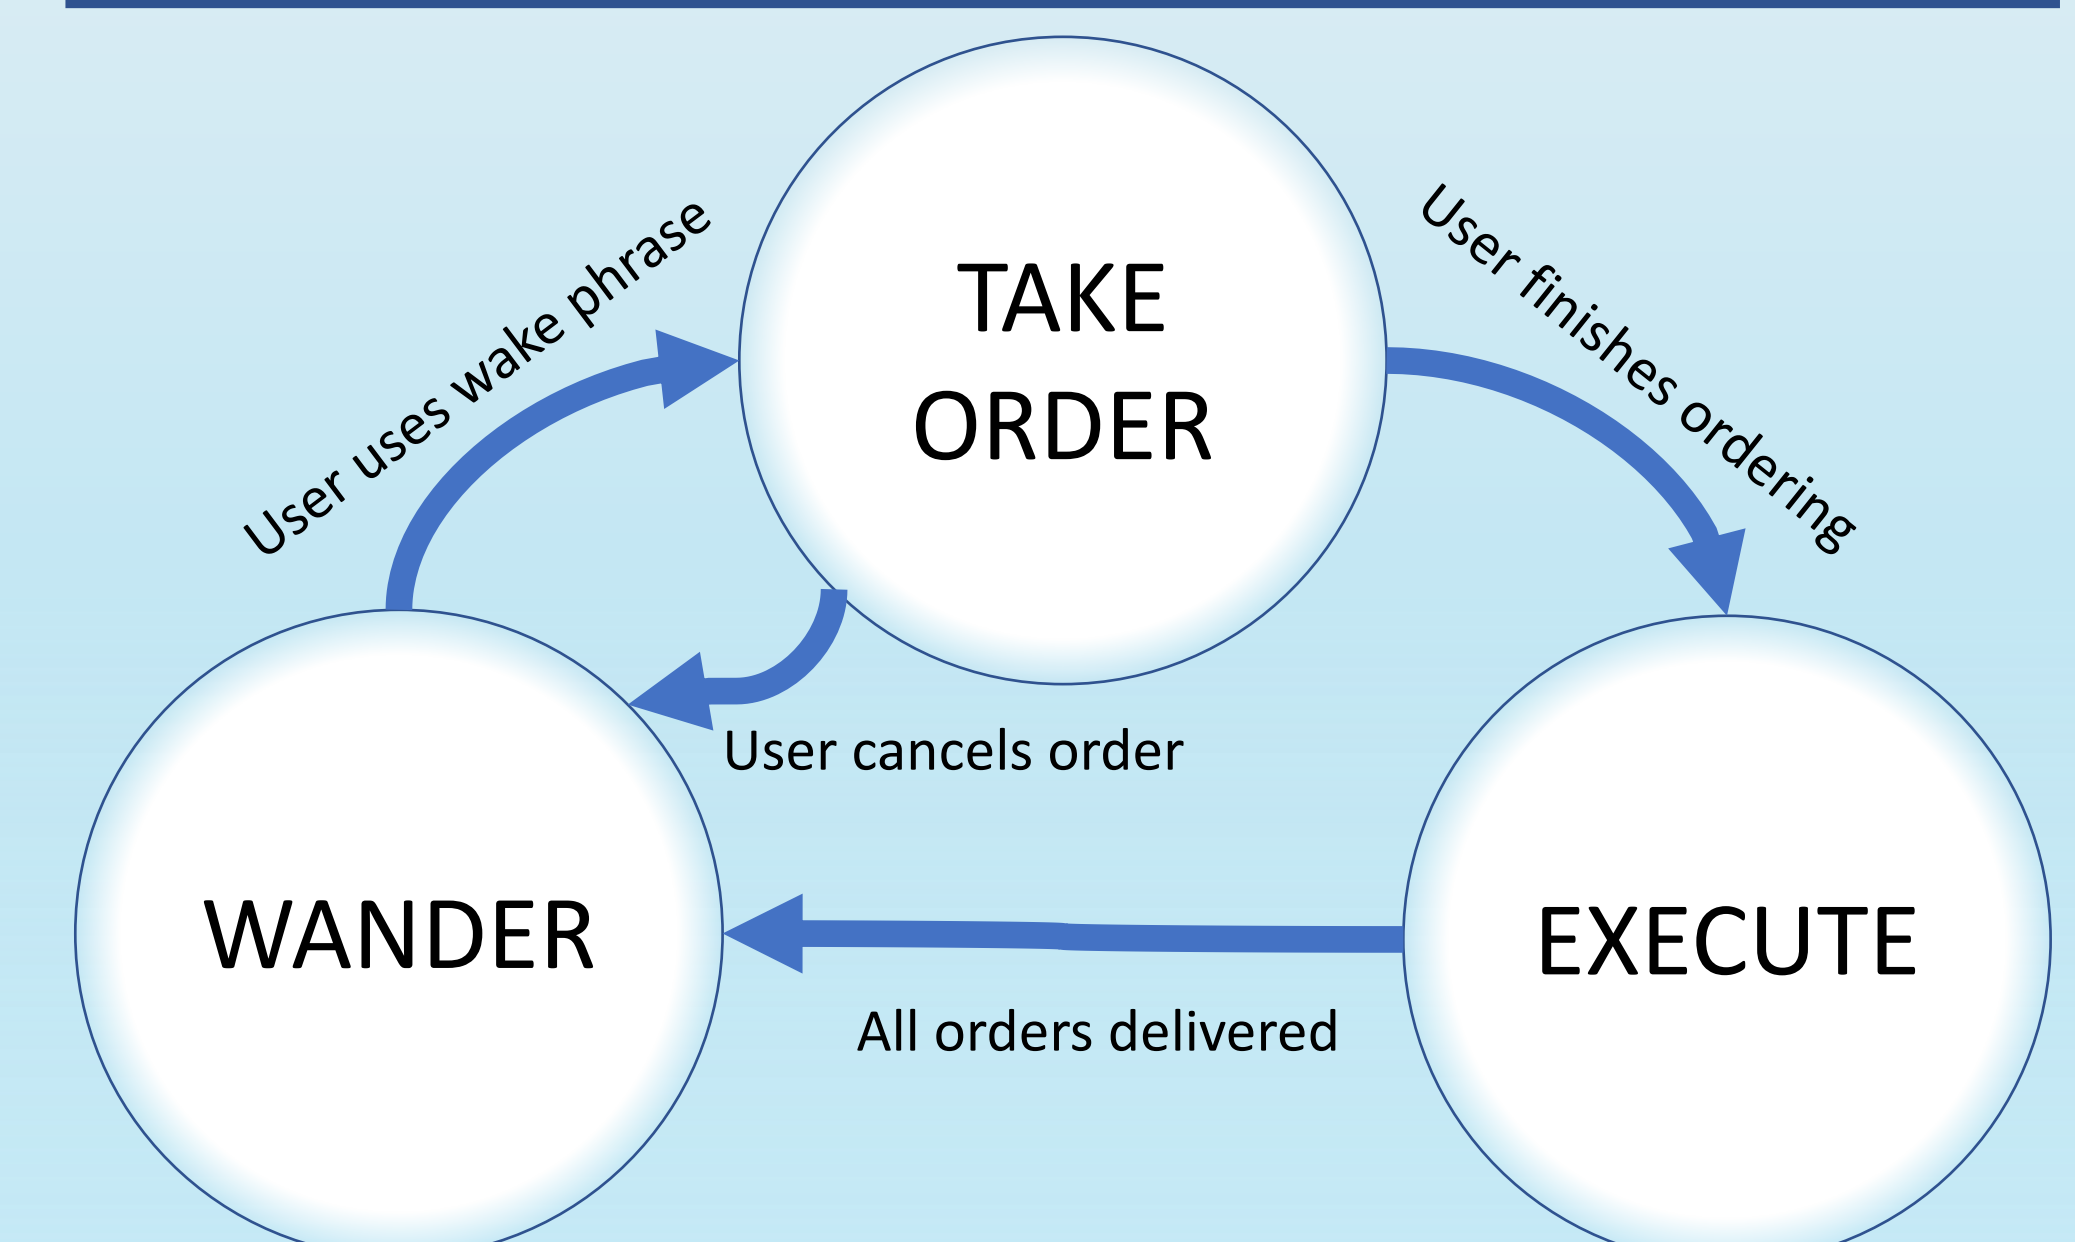 TAKE
ORDER
User uses wake phrase
User finishes ordering
User cancels order
WANDER
EXECUTE
All orders delivered